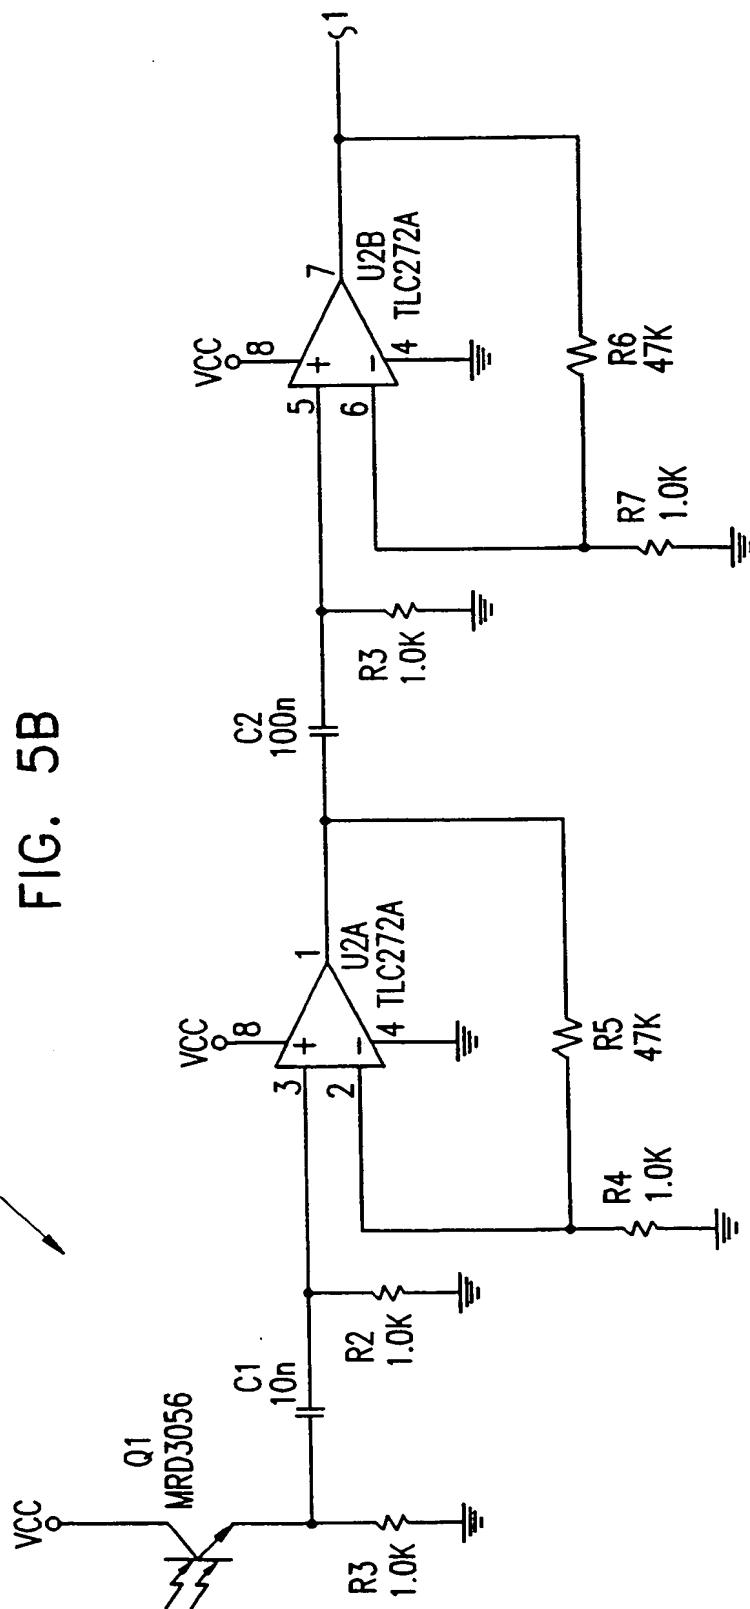 FIG. 5B
VCC
Q1
MRD3056
R3
1.0K
C1
10n
R2
1.0K
VCC
8
3
+
2
-
4
1
U2A
TLC272A
R4
1.0K
R5
47K
C2
100n
R3
1.0K
VCC
8
5
+
6
-
4
7
U2B
TLC272A
R7
1.0K
R6
47K
1